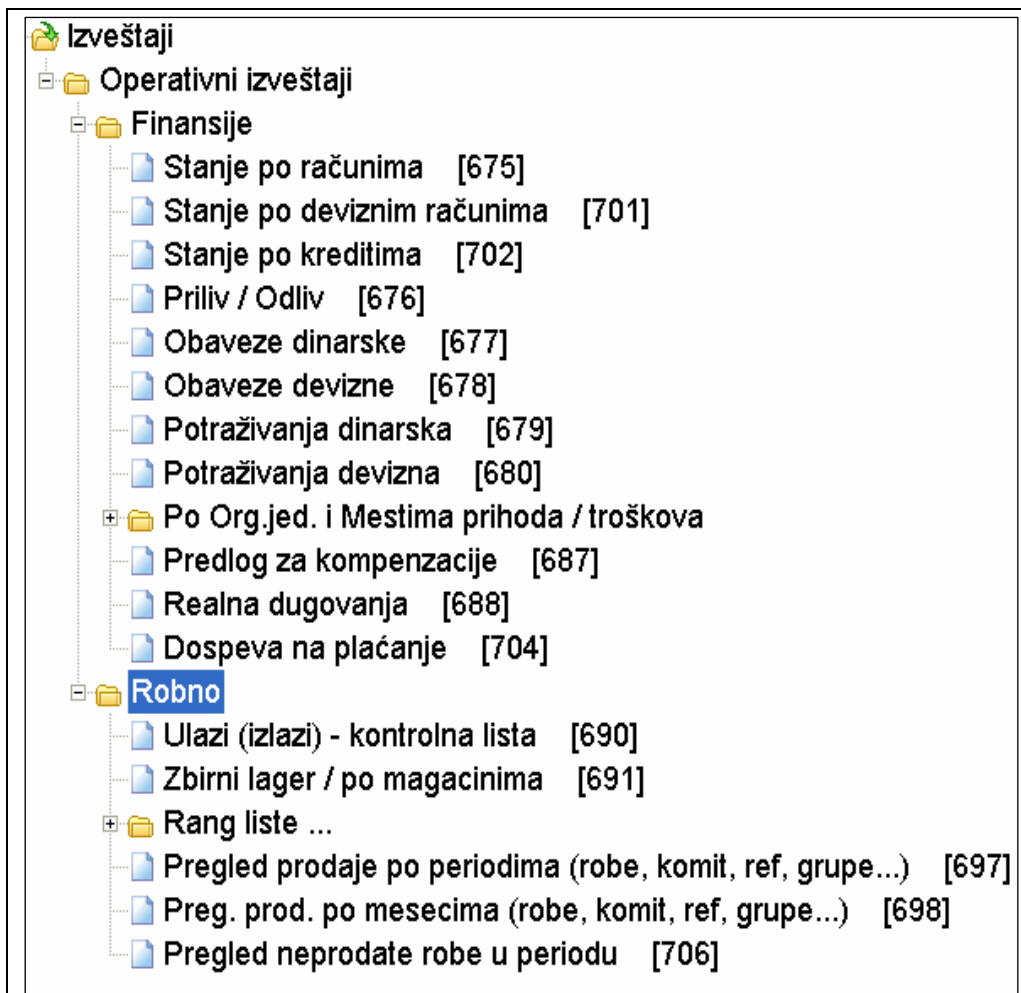 Izveštaji
Operativni izveštaji
Finansije
Stanje po računima [675]
Stanje po deviznim računima [701]
Stanje po kreditima [702]
Priliv / Odliv [676]
Obaveze dinarske [677]
Obaveze devizne [678]
Potraživanja dinarska [679]
Potraživanja devizna [680]
Po Org.jed. i Mestima prihoda / troškova
Predlog za kompenzacije [687]
Realna dugovanja [688]
Dospeva na plaćanje [704]
Robno
Ulazi (izlazi) - kontrolna lista [690]
Zbirni lager / po magacinima [691]
Rang liste ...
Pregled prodaje po periodima (robe, komit, ref, grupe...) [697]
Preg. prod. po mesecima (robe, komit, ref, grupe...) [698]
Pregled neprodate robe u periodu [706]